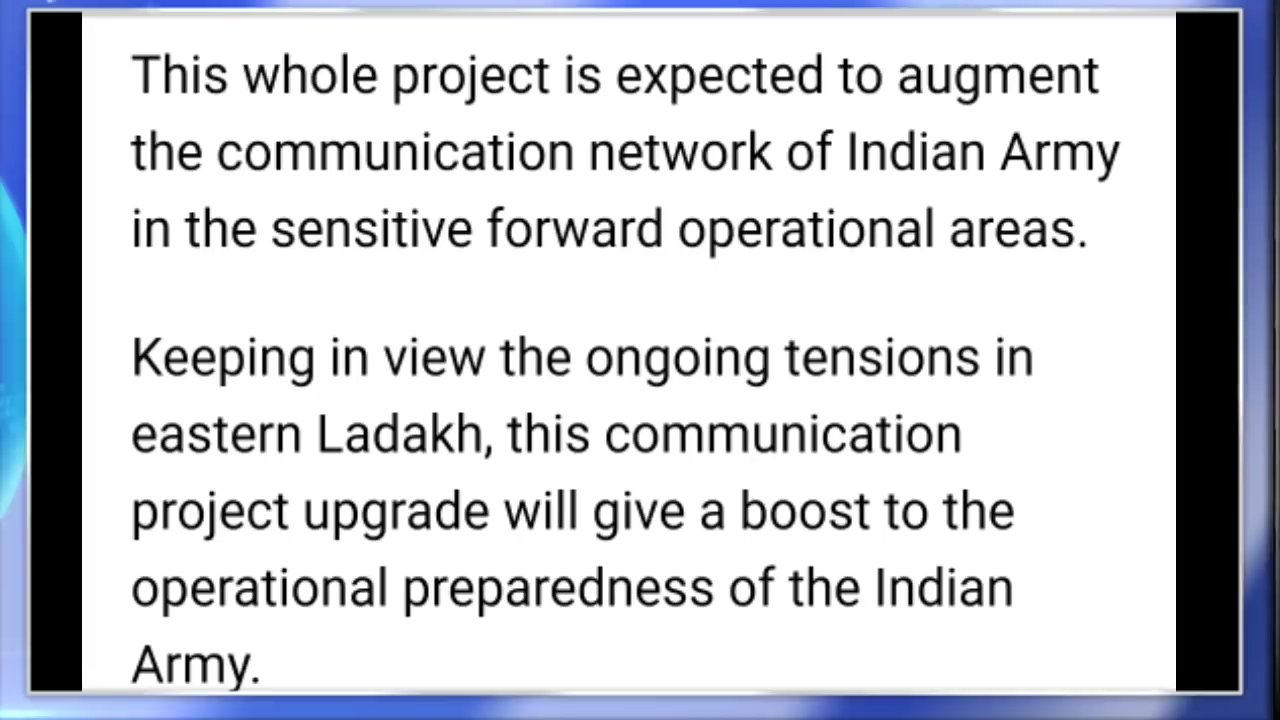 This whole project is expected to augment
the communication network of Indian Army
in the sensitive forward operational areas.
Keeping in view the ongoing tensions in
eastern Ladakh, this communication
project upgrade will give a boost to the
operational preparedness of the Indian
Army.